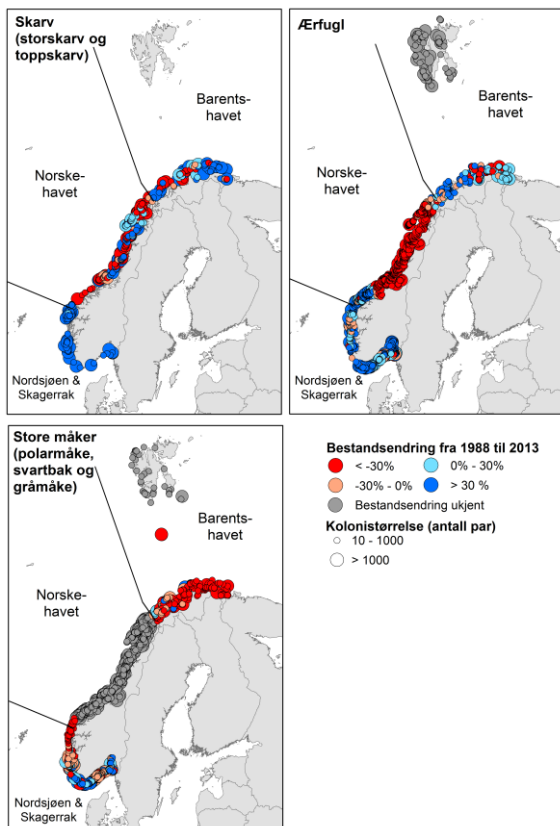 Skarv
(storskarv og
toppskarv)
Barents-
havet
Norske-
havet
Nordsjøen &
Skagerrak
Ærfugl
Barents-
havet
Norske-
havet
Nordsjøen &
Skagerrak
Store måker
(polarmåke,
svartbak og
gråmåke)
Barents-
havet
Norske-
havet
Nordsjøen &
Skagerrak
Bestandsendring fra 1988 til 2013
< -30%
0% - 30%
-30% - 0%
> 30 %
Bestandsendring ukjent
Kolonistørrelse (antall par)
10 - 1000
> 1000